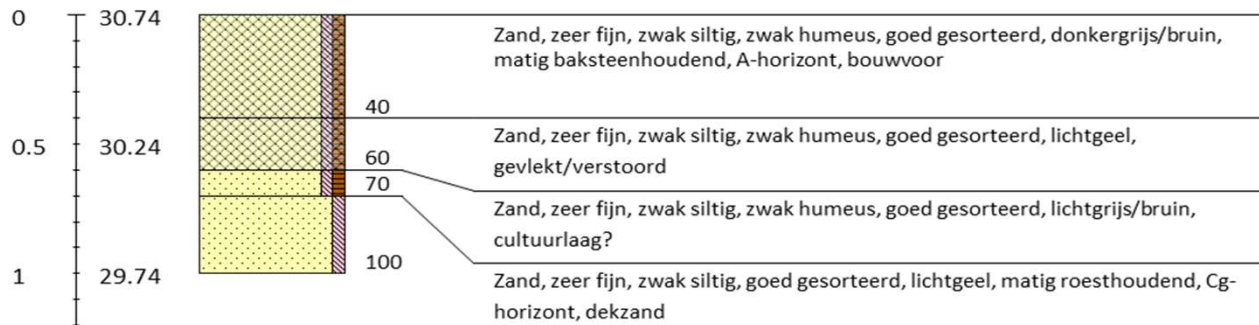 0 30.74
Zand, zeer fijn, zwak siltig, zwak humeus, goed gesorteerd, donkergrijs/bruin,
matig baksteenhoudend, A-horizont, bouwvoor
40
0.5 30.24
Zand, zeer fijn, zwak siltig, zwak humeus, goed gesorteerd, lichtgeel,
gevlekt/verstoord
60
70
Zand, zeer fijn, zwak siltig, zwak humeus, goed gesorteerd, lichtgrijs/bruin,
cultuurlaag?
100
1 29.74
Zand, zeer fijn, zwak siltig, goed gesorteerd, lichtgeel, matig roesthoudend, Cg-
horizont, dekzand